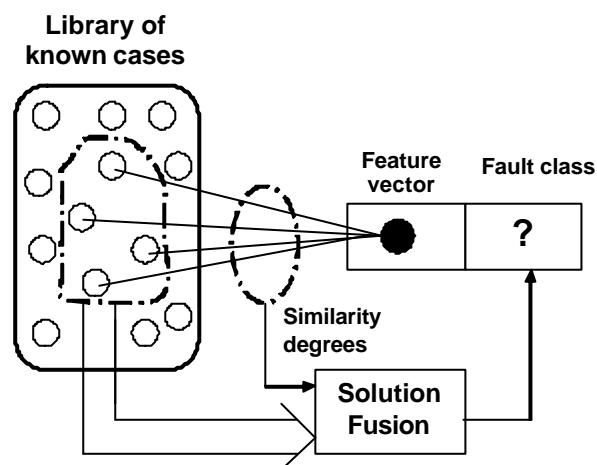 Library of
known cases
Feature
vector
Fault class
?
Similarity
degrees
Solution
Fusion